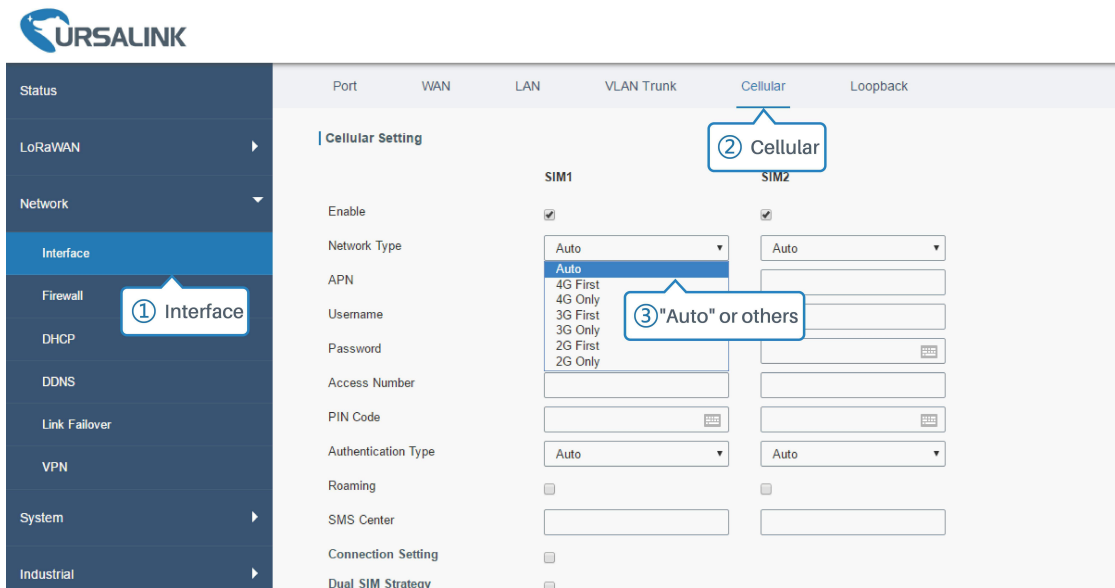 URSALINK
Status
LoRaWAN
Network
Interface
Firewall
DHCP
DDNS
Link Failover
VPN
System
Industrial
① Interface
Port WAN LAN VLAN Trunk Cellular Loopback
② Cellular
Cellular Setting
SIM1 SIM2
Enable
Network Type Auto Auto
Auto
4G First
4G Only
3G First
3G Only
2G First
2G Only
③"Auto" or others
APN
Username
Password
Access Number
PIN Code
Authentication Type Auto Auto
Roaming
SMS Center
Connection Setting
Dual SIM Strategy